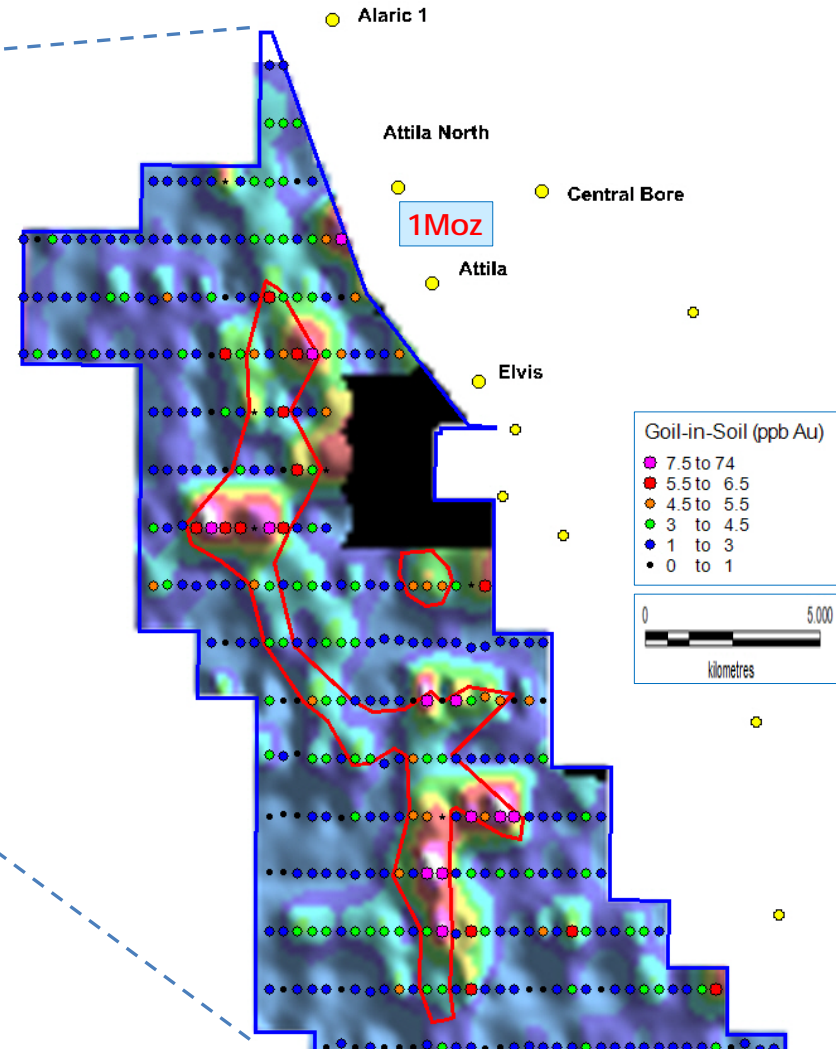 Alaric 1
Attila North
Central Bore
1Moz
Attila
Elvis
Goil-in-Soil (ppb Au)
7.5 to 74
5.5 to 6.5
4.5 to 5.5
3 to 4.5
1 to 3
0 to 1
0 5.000
kilometres